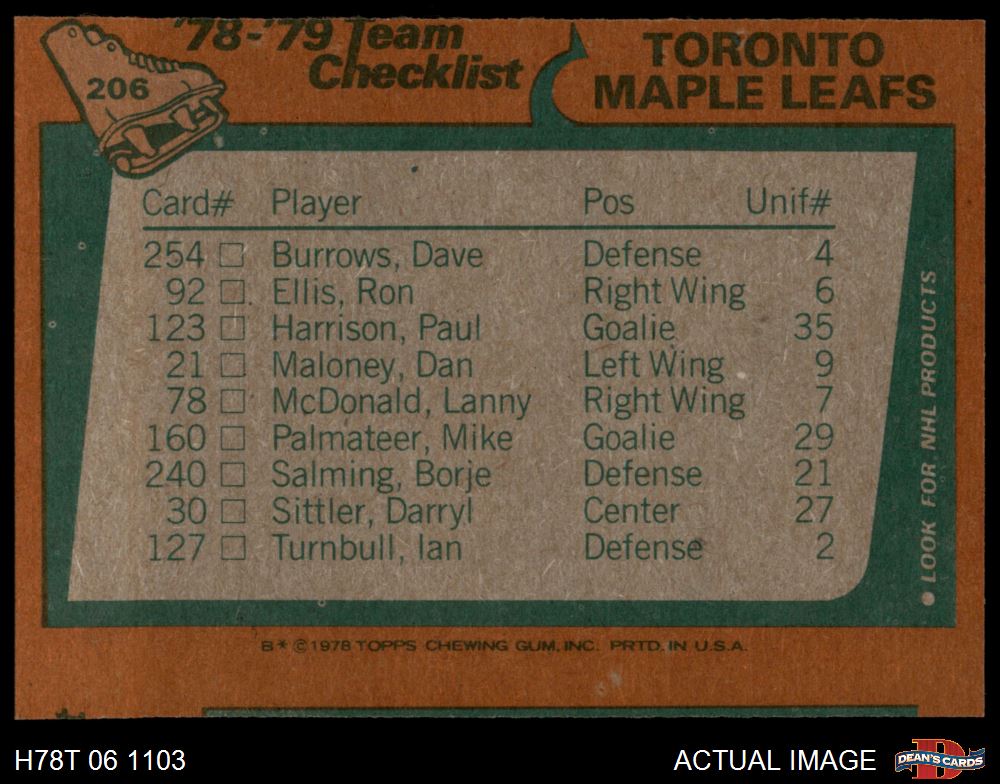 '78-'79 Team Checklist
206
TORONTO
MAPLE LEAFS
Card# Player Pos Unif#
254 □ Burrows, Dave Defense 4
92 □ Ellis, Ron Right Wing 6
123 □ Harrison, Paul Goalie 35
21 □ Maloney, Dan Left Wing 9
78 □ McDonald, Lanny Right Wing 7
160 □ Palmateer, Mike Goalie 29
240 □ Salming, Borje Defense 21
30 □ Sittler, Darryl Center 27
127 □ Turnbull, Ian Defense 2
● LOOK FOR NHL PRODUCTS
B* ©1978 TOPPS CHEWING GUM, INC. PRTD. IN U.S.A.
H78T 06 1103
ACTUAL IMAGE
D
DEAN'S CARDS